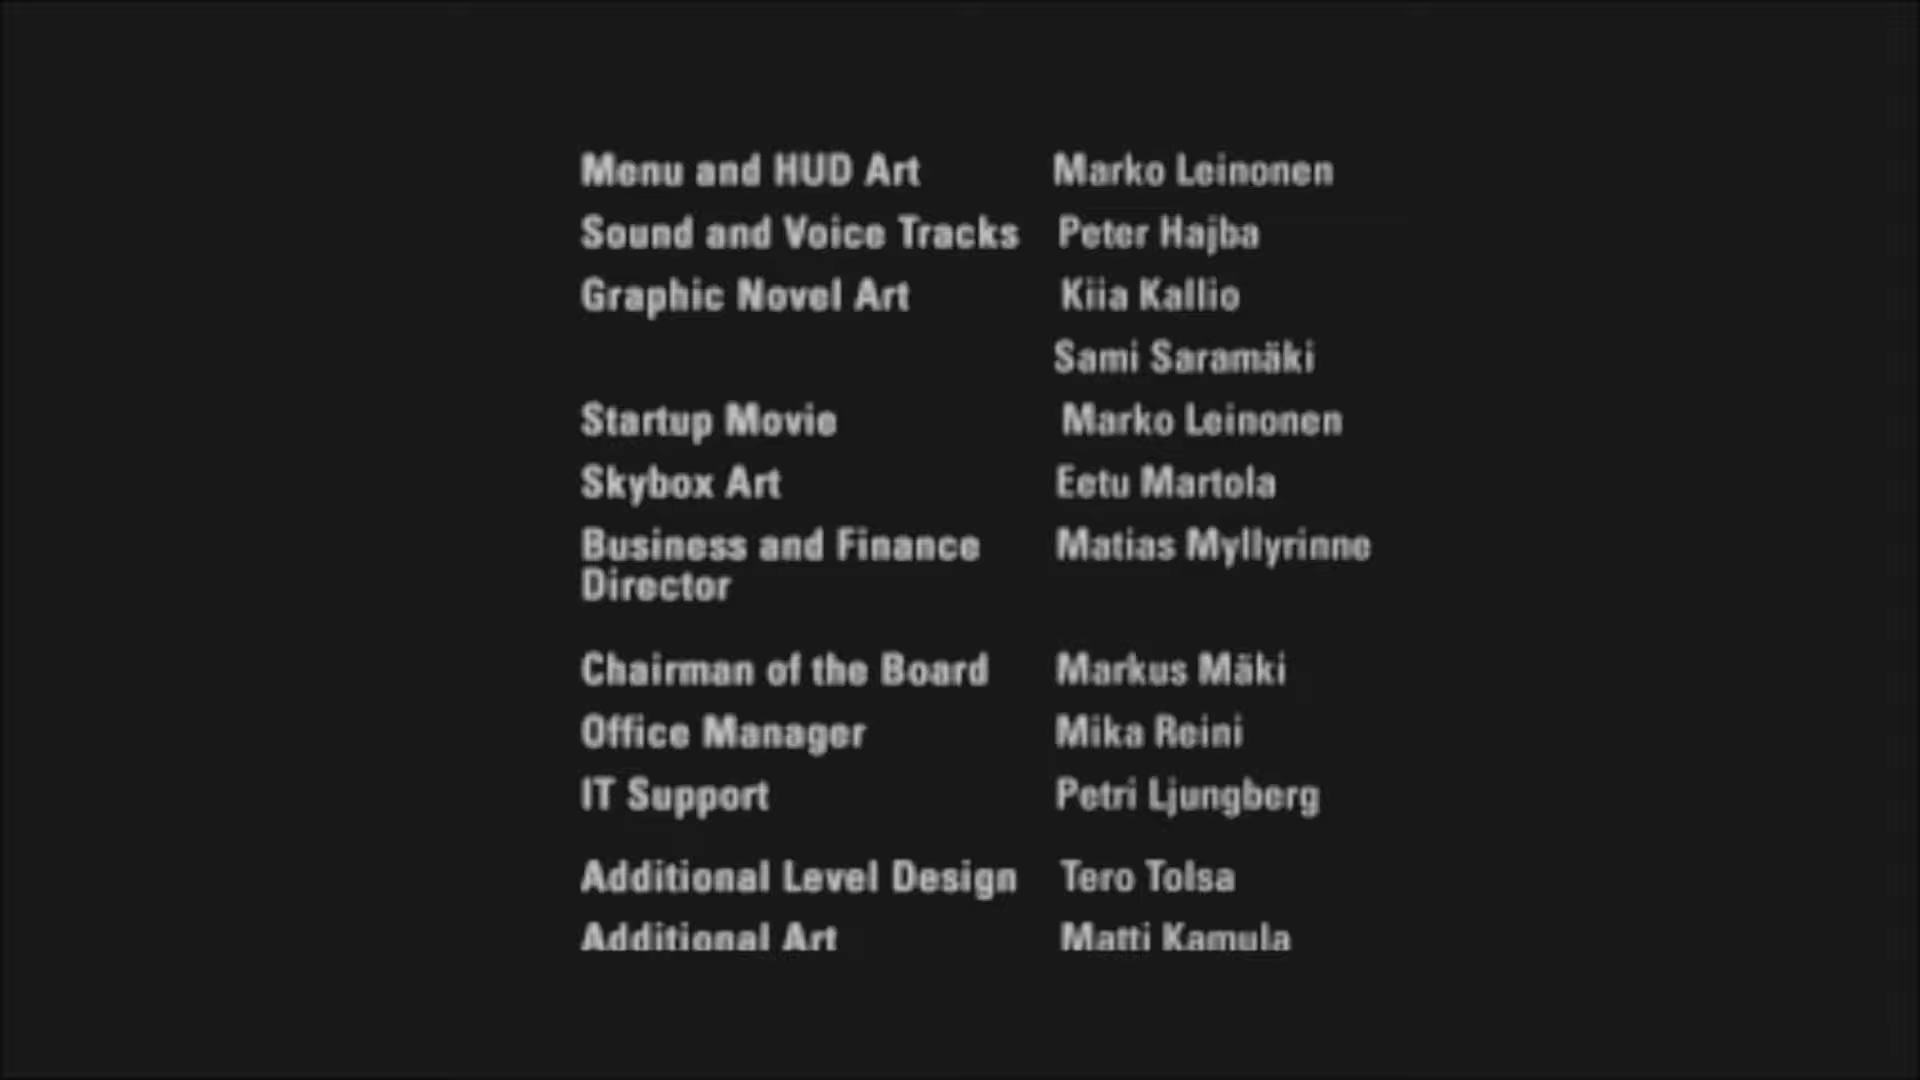 Menu and HUD Art Marko Leinonen
Sound and Voice Tracks Peter Hajba
Graphic Novel Art Kiia Kallio
Sami Saramäki
Startup Movie Marko Leinonen
Skybox Art Eetu Martola
Business and Finance Matias Myllyrinne
Director
Chairman of the Board Markus Mäki
Office Manager Mika Reini
IT Support Petri Ljungberg
Additional Level Design Tero Tolsa
Additional Art Matti Kamula